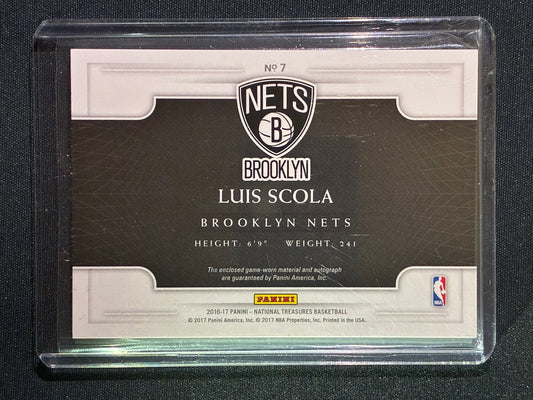 Nº 7
NETS
B
BROOKLYN
LUIS SCOLA
BROOKLYN NETS
HEIGHT: 6'9" WEIGHT: 241
The enclosed game-worn material and autograph
are guaranteed by Panini America, Inc.
PANINI
2016-17 PANINI – NATIONAL TREASURES BASKETBALL
© 2017 Panini America, Inc. © 2017 NBA Properties, Inc. Printed in the USA.